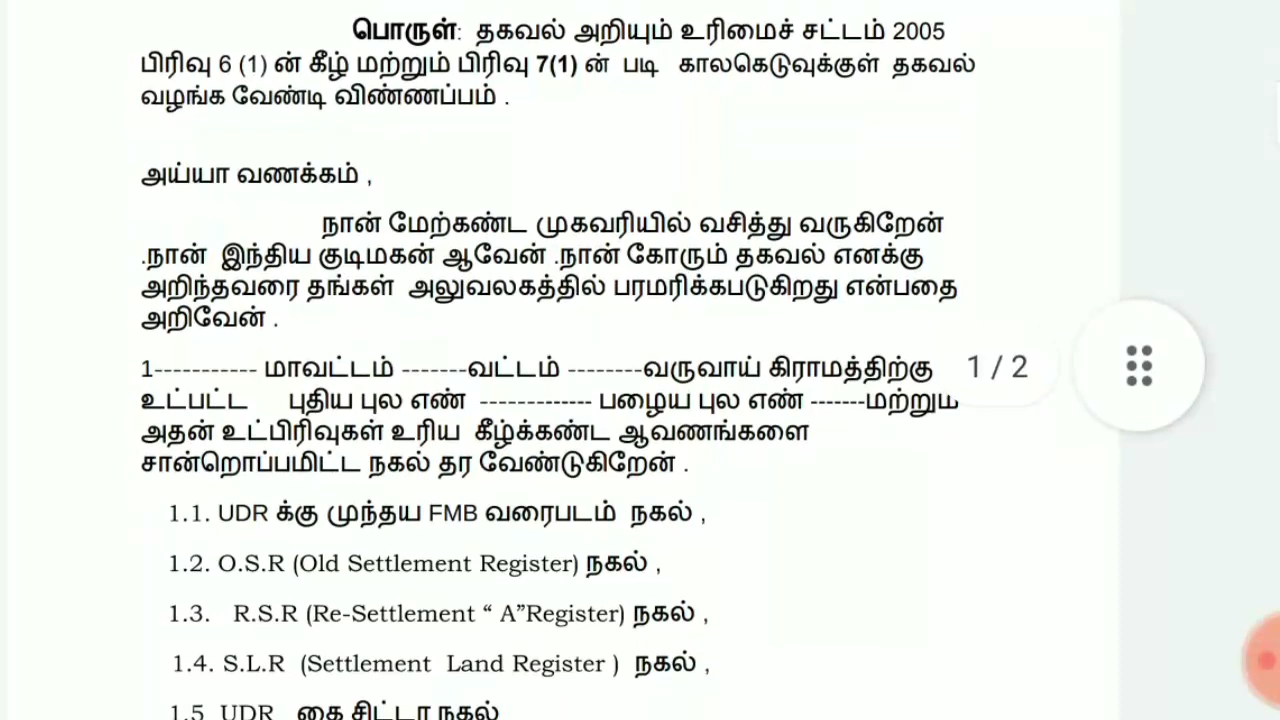 பொருள்: தகவல் அறியும் உரிமைச் சட்டம் 2005
பிரிவு 6 (1) ன் கீழ் மற்றும் பிரிவு 7(1) ன் படி காலகெடுவுக்குள் தகவல்
வழங்க வேண்டி விண்ணப்பம் .
அய்யா வணக்கம் ,
நான் மேற்கண்ட முகவரியில் வசித்து வருகிறேன்
.நான் இந்திய குடிமகன் ஆவேன் .நான் கோரும் தகவல் எனக்கு
அறிந்தவரை தங்கள் அலுவலகத்தில் பரமரிக்கபடுகிறது என்பதை
அறிவேன் .
1----------- மாவட்டம் -------வட்டம் --------வருவாய் கிராமத்திற்கு
1 / 2
உட்பட்ட புதிய புல எண் ------------- பழைய புல எண் -------மற்றும்
அதன் உட்பிரிவுகள் உரிய கீழ்க்கண்ட ஆவணங்களை
சான்றொப்பமிட்ட நகல் தர வேண்டுகிறேன் .
1.1. UDR க்கு முந்தய FMB வரைபடம் நகல் ,
1.2. O.S.R (Old Settlement Register) நகல் ,
1.3. R.S.R (Re-Settlement “ A”Register) நகல் ,
1.4. S.L.R (Settlement Land Register ) நகல் ,
1.5 UDR கை சிட்டா நகல்